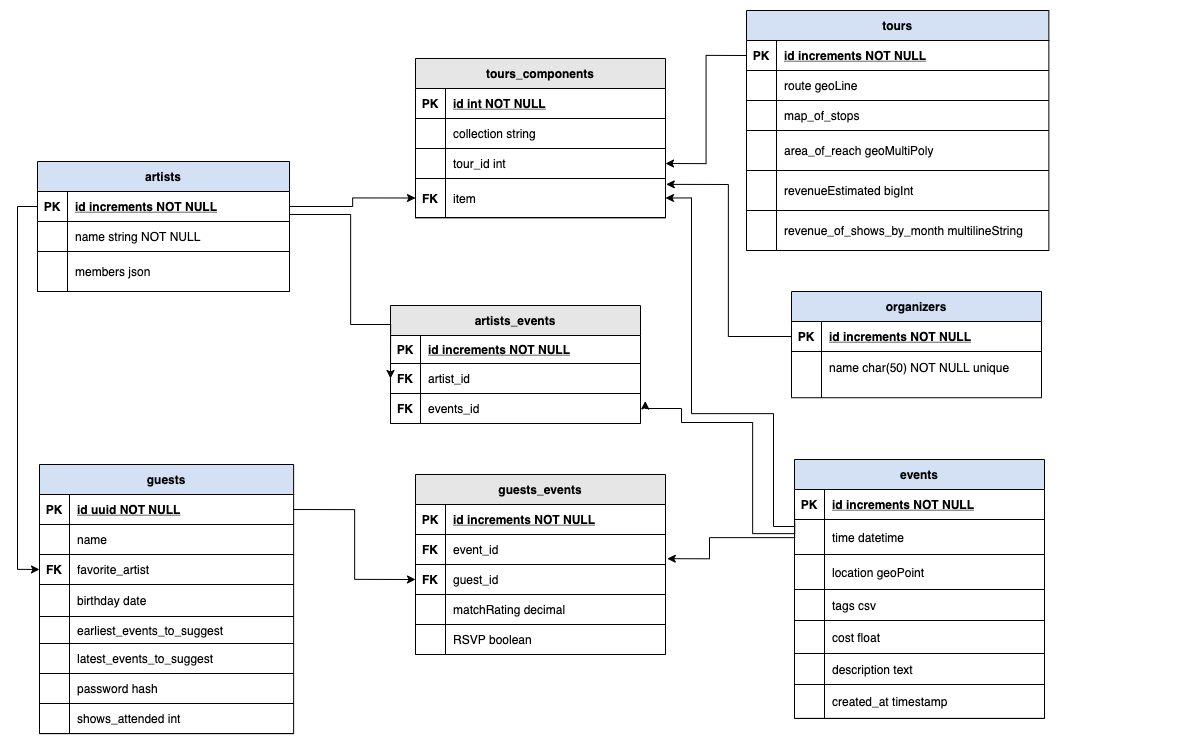 tours
PK id increments NOT NULL
route geoLine
map_of_stops
area_of_reach geoMultiPoly
revenueEstimated bigInt
revenue_of_shows_by_month multilineString
tours_components
PK id int NOT NULL
collection string
tour_id int
FK item
artists
PK id increments NOT NULL
name string NOT NULL
members json
organizers
PK id increments NOT NULL
name char(50) NOT NULL unique
artists_events
PK id increments NOT NULL
FK artist_id
FK events_id
guests
PK id uuid NOT NULL
name
FK favorite_artist
birthday date
earliest_events_to_suggest
latest_events_to_suggest
password hash
shows_attended int
guests_events
PK id increments NOT NULL
FK event_id
FK guest_id
matchRating decimal
RSVP boolean
events
PK id increments NOT NULL
time datetime
location geoPoint
tags csv
cost float
description text
created_at timestamp